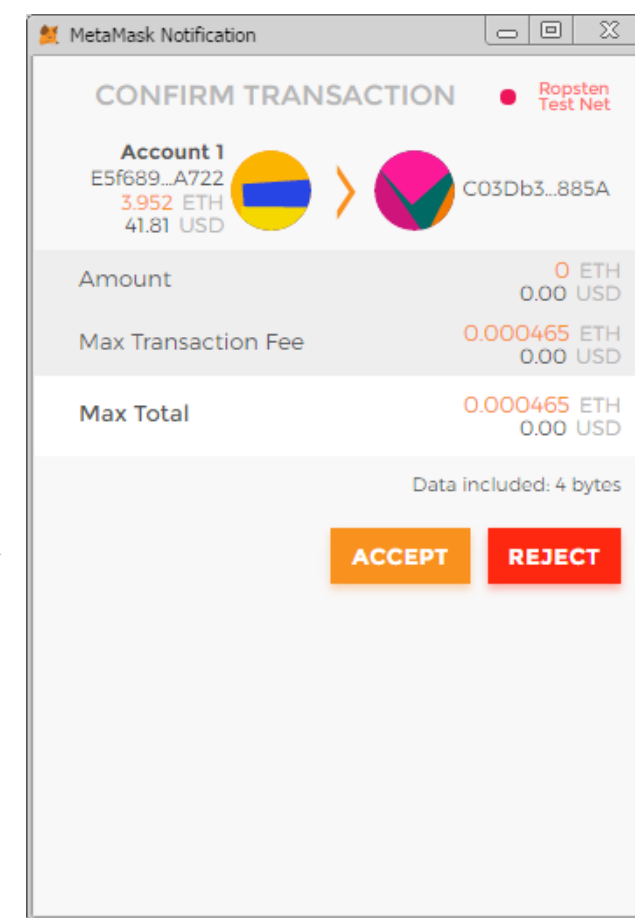 MetaMask Notification
CONFIRM TRANSACTION
Ropsten
Test Net
Account 1
E5f689...A722
3.952 ETH
41.81 USD
C03Db3...885A
Amount
0 ETH
0.00 USD
Max Transaction Fee
0.000465 ETH
0.00 USD
Max Total
0.000465 ETH
0.00 USD
Data included: 4 bytes
ACCEPT
REJECT